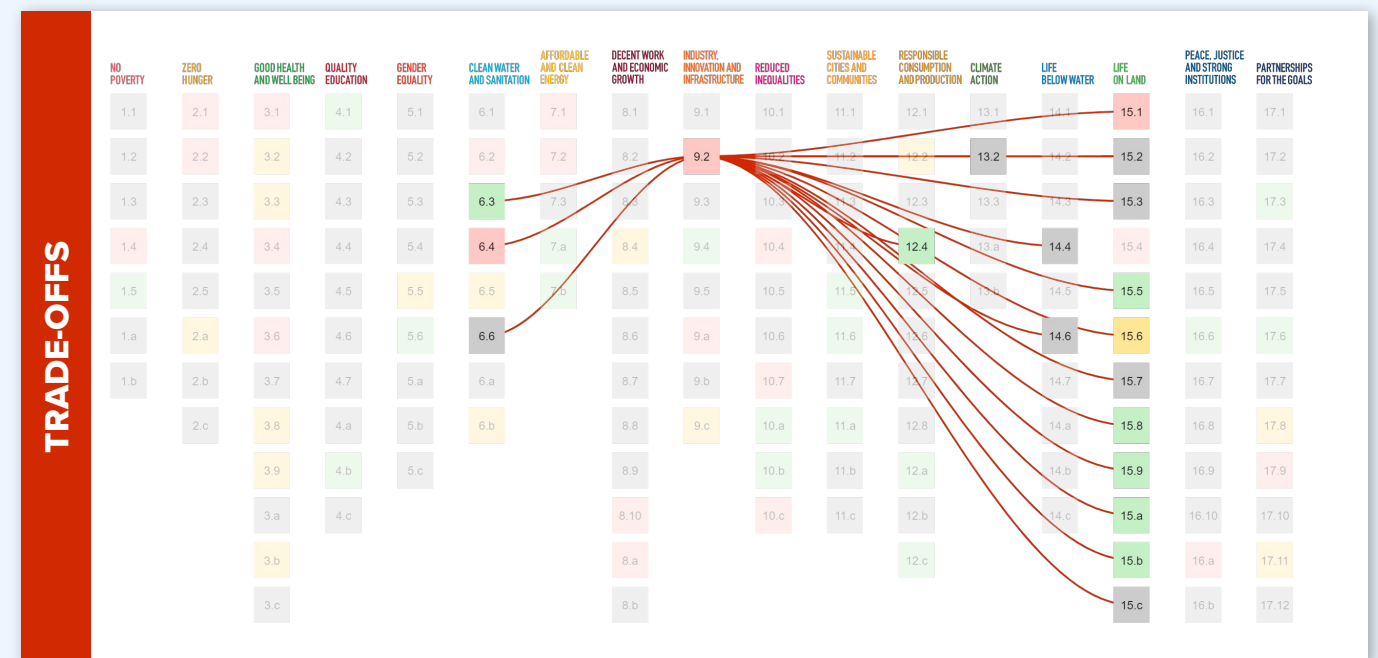 TRADE-OFFS
NO
POVERTY
ZERO
HUNGER
GOOD HEALTH
AND WELL BEING
QUALITY
EDUCATION
GENDER
EQUALITY
CLEAN WATER
AND SANITATION
AFFORDABLE
AND CLEAN
ENERGY
DECENT WORK
AND ECONOMIC
GROWTH
INDUSTRY,
INNOVATION AND
INFRASTRUCTURE
REDUCED
INEQUALITIES
SUSTAINABLE
CITIES AND
COMMUNITIES
RESPONSIBLE
CONSUMPTION
AND PRODUCTION
CLIMATE
ACTION
LIFE
BELOW WATER
LIFE
ON LAND
PEACE, JUSTICE
AND STRONG
INSTITUTIONS
PARTNERSHIPS
FOR THE GOALS
1.1 2.1 3.1 4.1 5.1 6.1 7.1 8.1 9.1 10.1 11.1 12.1 13.1 14.1 15.1 16.1 17.1
1.2 2.2 3.2 4.2 5.2 6.2 7.2 8.2 9.2 10.2 11.2 12.2 13.2 14.2 15.2 16.2 17.2
1.3 2.3 3.3 4.3 5.3 6.3 7.3 8.3 9.3 10.3 11.3 12.3 13.3 14.3 15.3 16.3 17.3
1.4 2.4 3.4 4.4 5.4 6.4 7.a 8.4 9.4 10.4 11.4 12.4 13.a 14.4 15.4 16.4 17.4
1.5 2.5 3.5 4.5 5.5 6.5 7.b 8.5 9.5 10.5 11.5 12.5 13.b 14.5 15.5 16.5 17.5
1.a 2.a 3.6 4.6 5.6 6.6 8.6 9.a 10.6 11.6 12.6 14.6 15.6 16.6 17.6
1.b 2.b 3.7 4.7 5.a 6.a 8.7 9.b 10.7 11.7 12.7 14.7 15.7 16.7 17.7
2.c 3.8 4.a 5.b 6.b 8.8 9.c 10.a 11.a 12.8 14.a 15.8 16.8 17.8
3.9 4.b 5.c 8.9 10.b 11.b 12.a 14.b 15.9 16.9 17.9
3.a 4.c 8.10 10.c 11.c 12.b 14.c 15.a 16.10 17.10
3.b 8.a 12.c 15.b 16.a 17.11
3.c 8.b 15.c 16.b 17.12